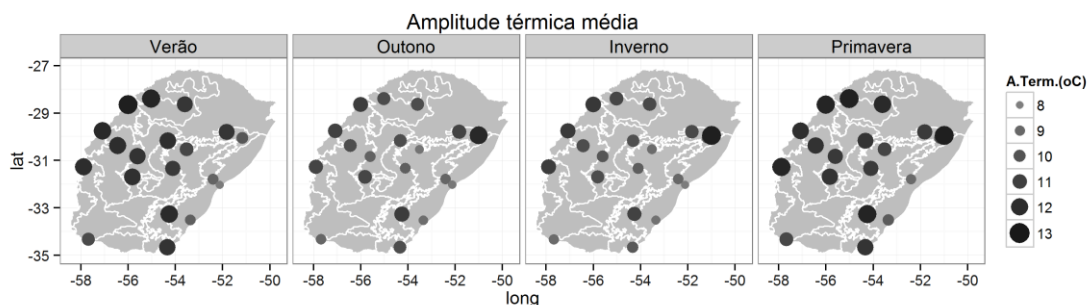 Amplitude térmica média
Verão Outono Inverno Primavera
-27
-29
-31
-33
-35
lat
-58 -56 -54 -52 -50 -58 -56 -54 -52 -50 -58 -56 -54 -52 -50 -58 -56 -54 -52 -50
long
A.Term.(oC)
8
9
10
11
12
13